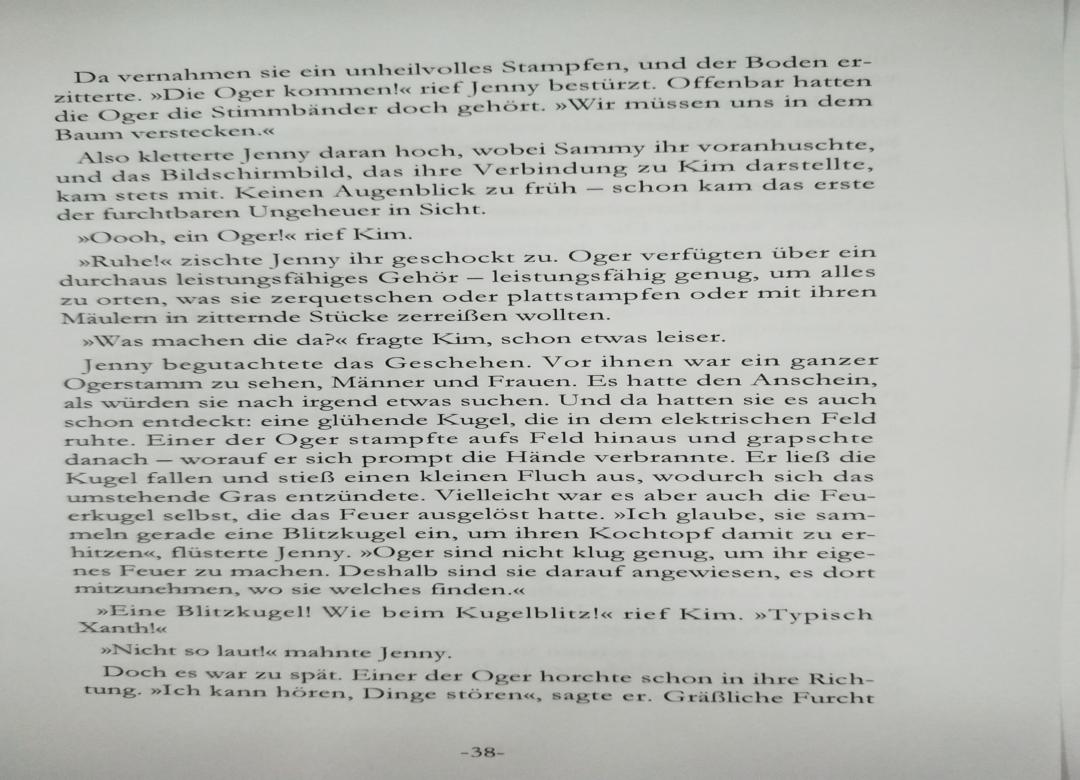 Da vernahmen sie ein unheilvolles Stampfen, und der Boden er-
zitterte. »Die Oger kommen!« rief Jenny bestürzt. Offenbar hatten
die Oger die Stimmbänder doch gehört. »Wir müssen uns in dem
Baum verstecken.«
Also kletterte Jenny daran hoch, wobei Sammy ihr voranhuschte,
und das Bildschirmbild, das ihre Verbindung zu Kim darstellte,
kam stets mit. Keinen Augenblick zu früh – schon kam das erste
der furchtbaren Ungeheuer in Sicht.
»Oooh, ein Oger!« rief Kim.
»Ruhe!« zischte Jenny ihr geschockt zu. Oger verfügten über ein
durchaus leistungsfähiges Gehör – leistungsfähig genug, um alles
zu orten, was sie zerquetschen oder plattstampfen oder mit ihren
Mäulern in zitternde Stücke zerreißen wollten.
»Was machen die da?« fragte Kim, schon etwas leiser.
Jenny begutachtete das Geschehen. Vor ihnen war ein ganzer
Ogerstamm zu sehen, Männer und Frauen. Es hatte den Anschein,
als würden sie nach irgend etwas suchen. Und da hatten sie es auch
schon entdeckt: eine glühende Kugel, die in dem elektrischen Feld
ruhte. Einer der Oger stampfte aufs Feld hinaus und grapschte
danach – worauf er sich prompt die Hände verbrannte. Er ließ die
Kugel fallen und stieß einen kleinen Fluch aus, wodurch sich das
umstehende Gras entzündete. Vielleicht war es aber auch die Feu-
erkugel selbst, die das Feuer ausgelöst hatte. »Ich glaube, sie sam-
meln gerade eine Blitzkugel ein, um ihren Kochtopf damit zu er-
hitzen«, flüsterte Jenny. »Oger sind nicht klug genug, um ihr eige-
nes Feuer zu machen. Deshalb sind sie darauf angewiesen, es dort
mitzunehmen, wo sie welches finden.«
»Eine Blitzkugel! Wie beim Kugelblitz!« rief Kim. »Typisch
Xanth!«
»Nicht so laut!« mahnte Jenny.
Doch es war zu spät. Einer der Oger horchte schon in ihre Rich-
tung. »Ich kann hören, Dinge stören«, sagte er. Gräßliche Furcht
-38-